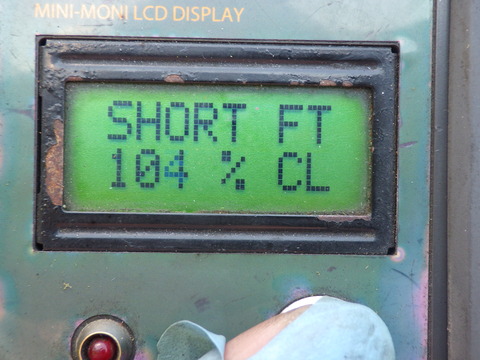 MINI-MONI LCD DISPLAY
SHORT FT
104 % CL